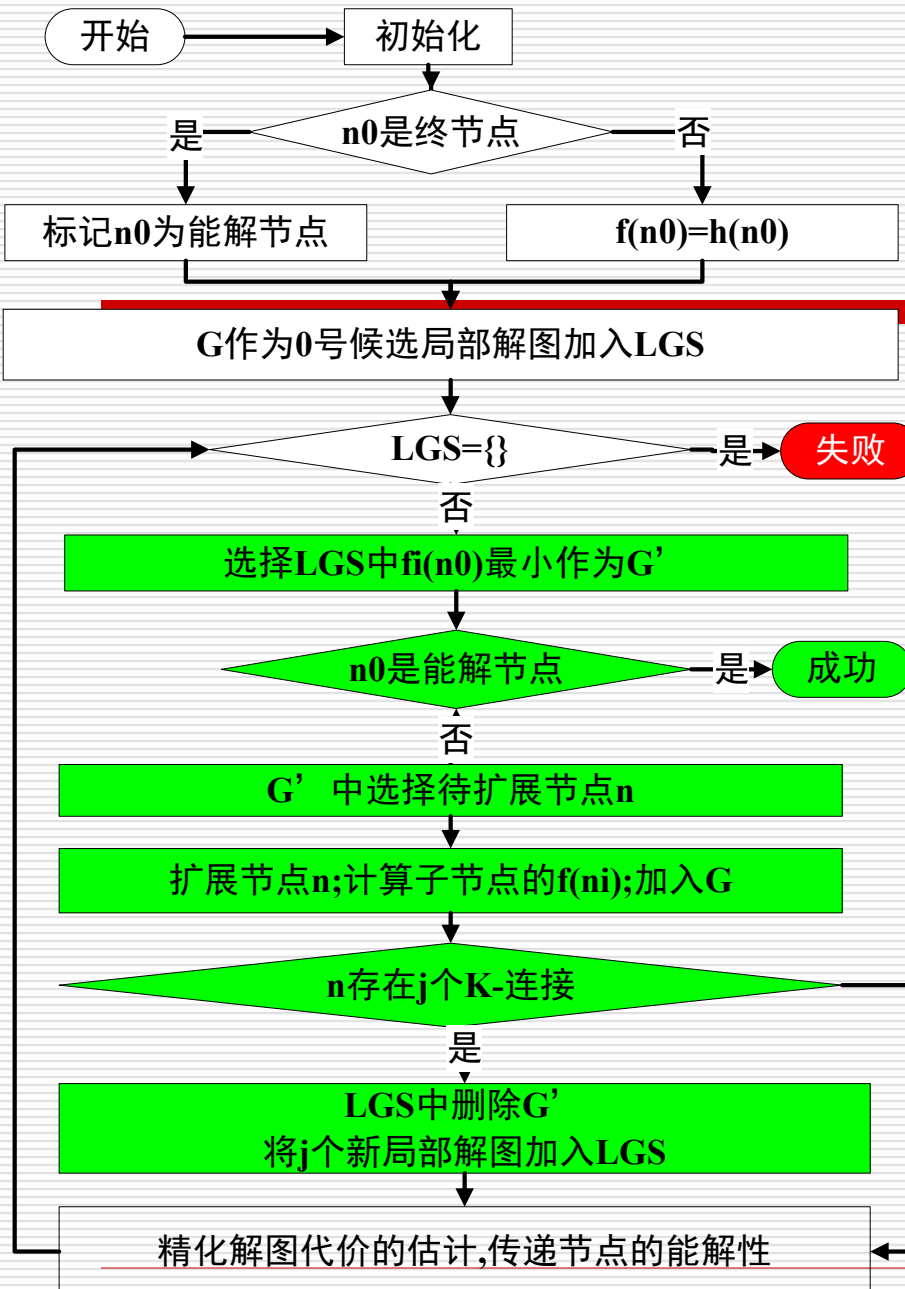 开始
初始化
n0是终节点
是
否
标记n0为能解节点
f(n0)=h(n0)
G作为0号候选局部解图加入LGS
LGS={}
是
失败
否
选择LGS中fi(n0)最小作为G’
n0是能解节点
是
成功
否
G’ 中选择待扩展节点n
扩展节点n;计算子节点的f(ni);加入G
n存在j个K-连接
是
LGS中删除G’
将j个新局部解图加入LGS
精化解图代价的估计,传递节点的能解性